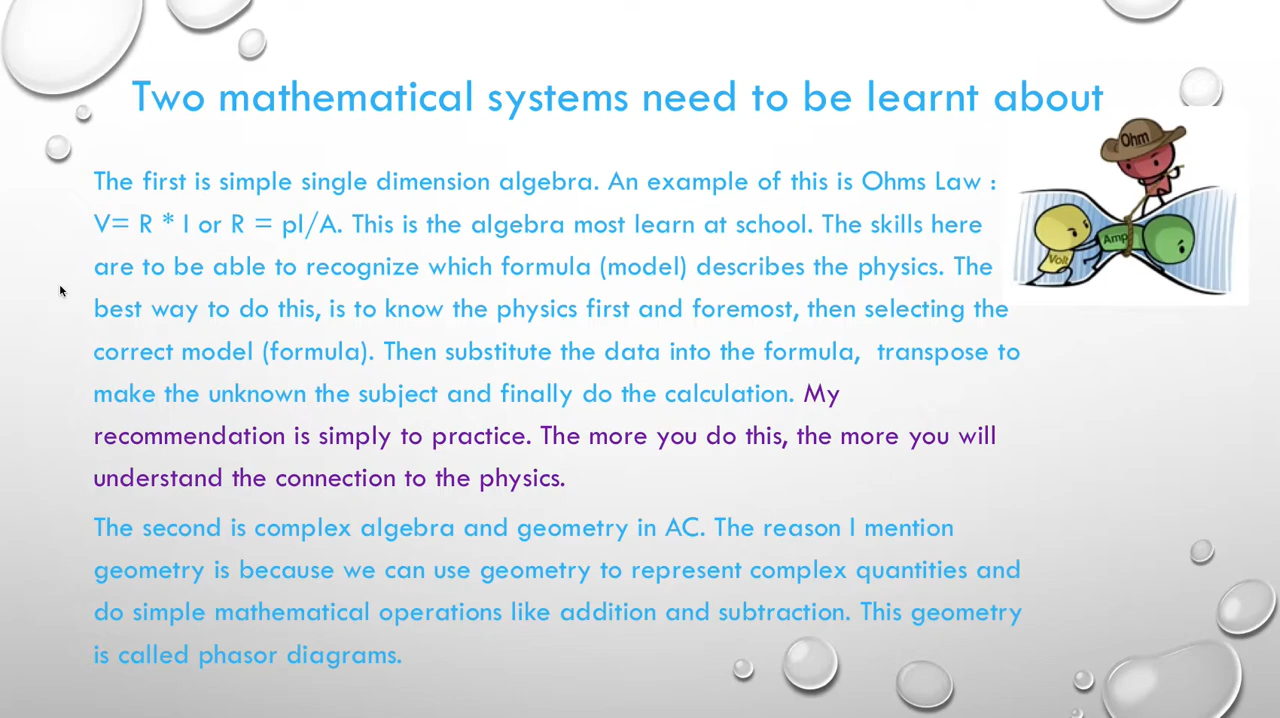 Two mathematical systems need to be learnt about
The first is simple single dimension algebra. An example of this is Ohms Law :
V= R * I or R = pl/A. This is the algebra most learn at school. The skills here
are to be able to recognize which formula (model) describes the physics. The
best way to do this, is to know the physics first and foremost, then selecting the
correct model (formula). Then substitute the data into the formula,  transpose to
make the unknown the subject and finally do the calculation. My
recommendation is simply to practice. The more you do this, the more you will
understand the connection to the physics.
The second is complex algebra and geometry in AC. The reason I mention
geometry is because we can use geometry to represent complex quantities and
do simple mathematical operations like addition and subtraction. This geometry
is called phasor diagrams.
Ohm
Volt
Amp